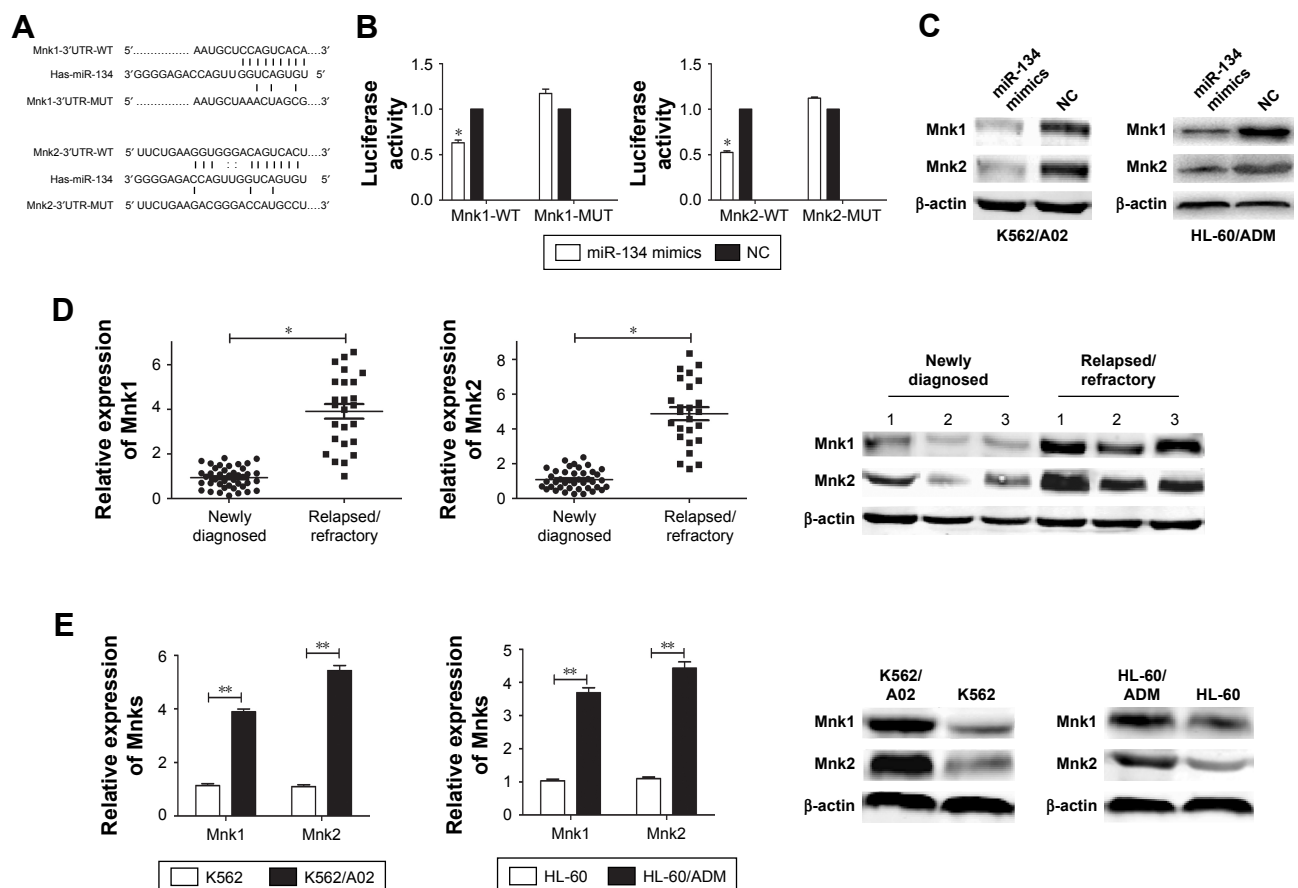 A
Mnk1-3′UTR-WT 5′............... AAUGCUCCAGUCACA....3′
Has-miR-134 3′GGGGAGACCAGUUGGUCAGUGU 5′
Mnk1-3′UTR-MUT 5′............... AAUGCUAAACUAGCG....3′
Mnk2-3′UTR-WT 5′UUCUGAAGGUGGGACAGUCACU....3′
Has-miR-134 3′GGGGAGACCAGUUGGUCAGUGU 5′
Mnk2-3′UTR-MUT 5′UUCUGAAGACGGGACCAUGCCU....3′
B
Luciferase
activity
1.5
1.0
0.5
0.0
*
Mnk1-WT Mnk1-MUT
Luciferase
activity
1.5
1.0
0.5
0.0
*
Mnk2-WT Mnk2-MUT
miR-134 mimics NC
C
miR-134
mimics
NC
Mnk1
Mnk2
β-actin
K562/A02
miR-134
mimics
NC
Mnk1
Mnk2
β-actin
HL-60/ADM
D
Relative expression
of Mnk1
6
4
2
0
*
Newly
diagnosed
Relapsed/
refractory
Relative expression
of Mnk2
8
6
4
2
0
*
Newly
diagnosed
Relapsed/
refractory
Newly
diagnosed
Relapsed/
refractory
1 2 3 1 2 3
Mnk1
Mnk2
β-actin
E
Relative expression
of Mnks
6
4
2
0
**
**
Mnk1 Mnk2
K562 K562/A02
Relative expression
of Mnks
5
4
3
2
1
0
**
**
Mnk1 Mnk2
HL-60 HL-60/ADM
K562/
A02
K562
Mnk1
Mnk2
β-actin
HL-60/
ADM
HL-60
Mnk1
Mnk2
β-actin